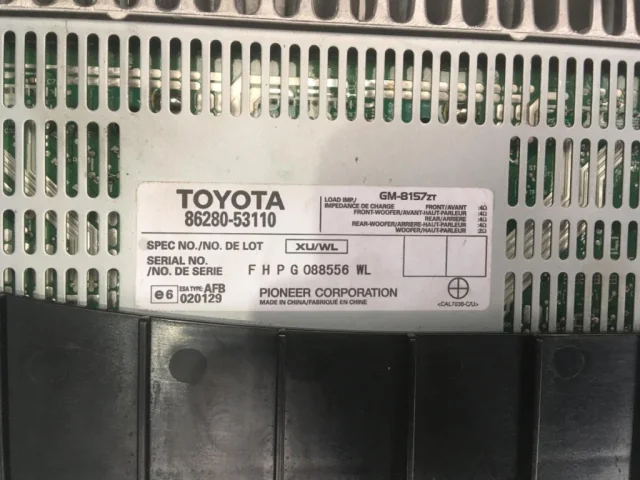 TOYOTA
86280-53110
LOAD IMP./
IMPEDANCE DE CHARGE
GM-8157ZT
FRONT/AVANT :4Ω
FRONT-WOOFER/AVANT-HAUT-PARLEUR :4Ω
REAR/ARRIERE :4Ω
REAR-WOOFER/ARRIERE-HAUT-PARLEUR :4Ω
WOOFER/HAUT-PARLEUR :2Ω
SPEC NO./NO. DE LOT XU/WL
SERIAL NO.
/NO. DE SERIE F H P G 088556 WL
e6 ESA TYPE: AFB
020129
PIONEER CORPORATION
MADE IN CHINA/FABRIQUÉ EN CHINE
<CAL7038-C/U>